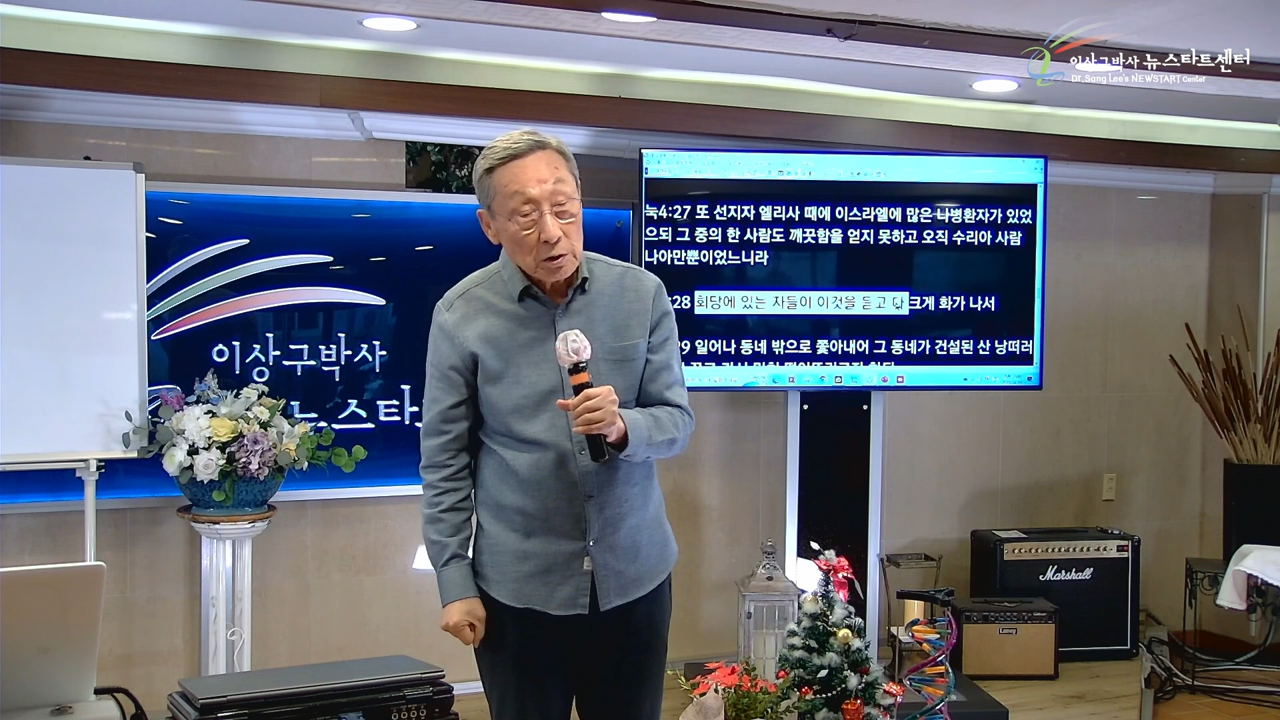 이상구박사 뉴스타트센터
Dr. Sang Lee's NEWSTART Center
눅4:27 또 선지자 엘리사 때에 이스라엘에 많은 나병환자가 있었
으되 그 중의 한 사람도 깨끗함을 얻지 못하고 오직 수리아 사람
나아만뿐이었느니라
:28 회당에 있는 자들이 이것을 듣고 다 크게 화가 나서
29 일어나 동네 밖으로 쫓아내어 그 동네가 건설된 산 낭떠러
이상구박사
뉴스타
Marshall
Laney